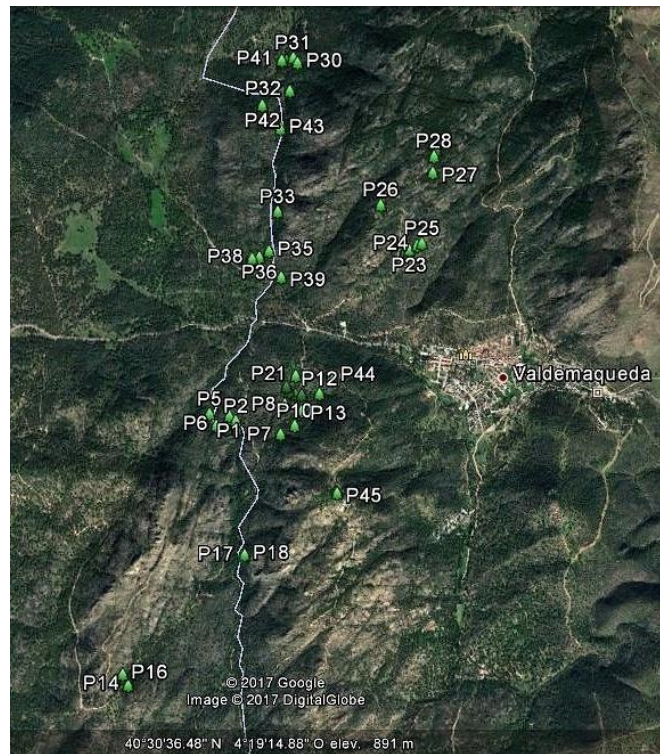 P31
P41 P30
P32
P42 P43
P28
P27
P26
P33
P25
P24
P23
P35
P38
P36
P39
P21 P12 P44
Valdemaqueda
P5 P2 P8
P10 P13
P6 P1 P7
P45
P17 P18
P16
P14
© 2017 Google
Image © 2017 DigitalGlobe
40°30'36.48" N 4°19'14.88" O elev. 891 m